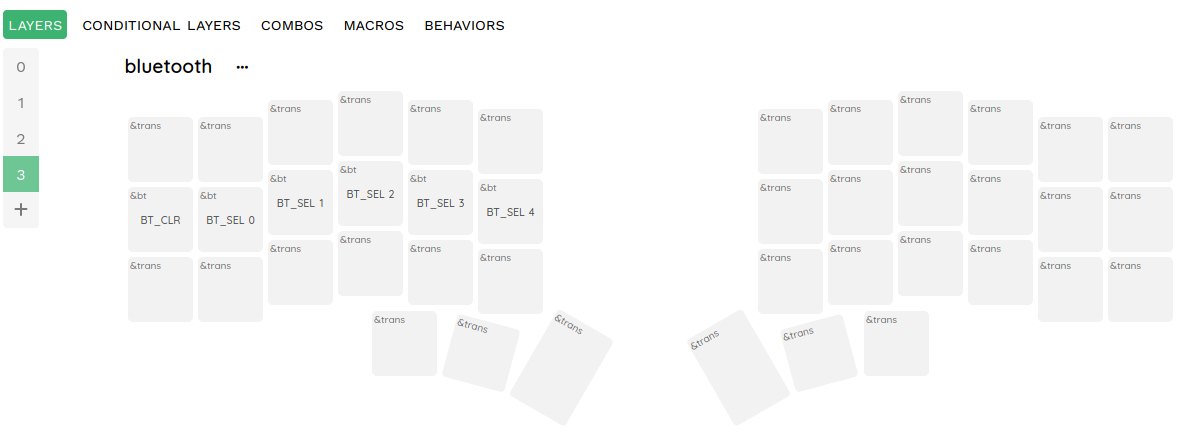 LAYERS CONDITIONAL LAYERS COMBOS MACROS BEHAVIORS
0
1
2
3
+
bluetooth ...
&trans &trans &trans &trans &trans &trans &trans &trans &trans &trans &trans &trans
&bt &bt &bt &bt &bt &bt &trans &trans &trans &trans &trans &trans
BT_CLR BT_SEL 0 BT_SEL 1 BT_SEL 2 BT_SEL 3 BT_SEL 4
&trans &trans &trans &trans &trans &trans &trans &trans &trans &trans &trans &trans
&trans &trans &trans &trans &trans &trans